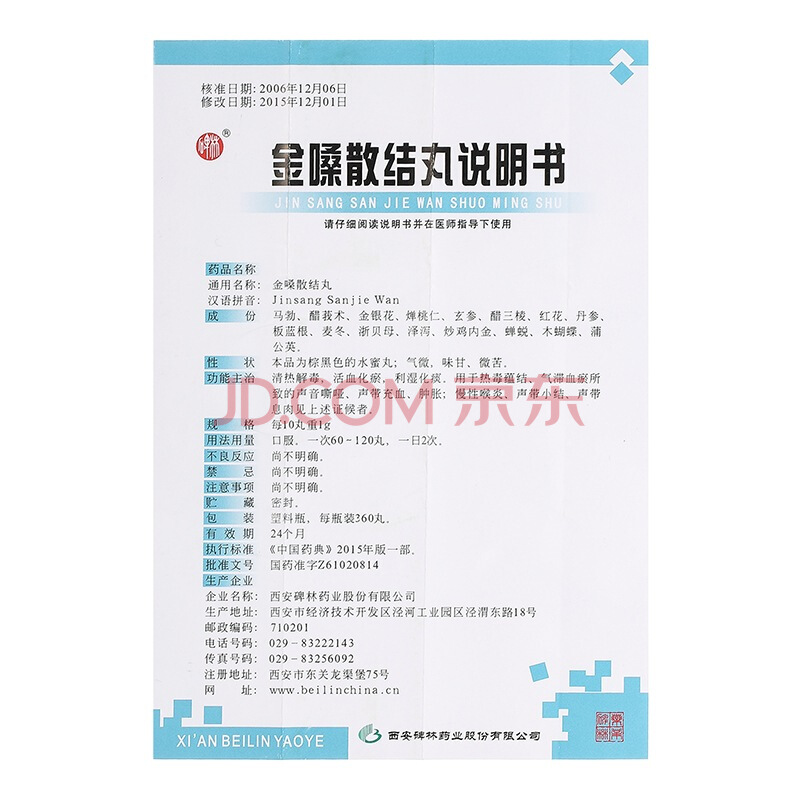 核准日期：2006年12月06日
修改日期：2015年12月01日
碑林®
金嗓散结丸说明书
JIN SANG SAN JIE WAN SHUO MING SHU
请仔细阅读说明书并在医师指导下使用
药品名称
通用名称：金嗓散结丸
汉语拼音：Jinsang Sanjie Wan
成 份 马勃、醋莪术、金银花、燀桃仁、玄参、醋三棱、红花、丹参、
板蓝根、麦冬、浙贝母、泽泻、炒鸡内金、蝉蜕、木蝴蝶、蒲
公英。
性 状 本品为棕黑色的水蜜丸；气微，味甘、微苦。
功能主治 清热解毒、活血化瘀、利湿化痰。用于热毒蕴结、气滞血瘀所
致的声音嘶哑、声带充血、肿胀；慢性喉炎、声带小结、声带
息肉见上述证候者。
JD.COM 京东
规 格 每10丸重1g
用法用量 口服。一次60～120丸，一日2次。
不良反应 尚不明确。
禁 忌 尚不明确。
注意事项 尚不明确。
贮 藏 密封。
包 装 塑料瓶，每瓶装360丸。
有 效 期 24个月
执行标准 《中国药典》2015年版一部。
批准文号 国药准字Z61020814
生产企业
企业名称：西安碑林药业股份有限公司
生产地址：西安市经济技术开发区泾河工业园区泾渭东路18号
邮政编码：710201
电话号码：029－83222143
传真号码：029－83256092
注册地址：西安市东关龙渠堡75号
网 址：www.beilinchina.cn
XI'AN BEILIN YAOYE
西安碑林药业股份有限公司